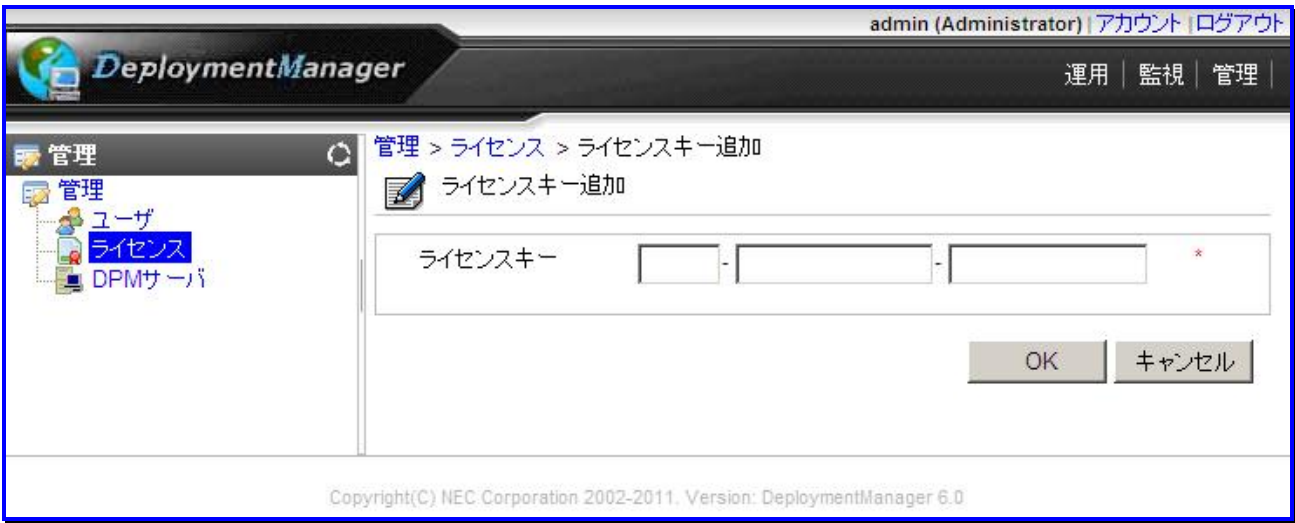 admin (Administrator) | アカウント | ログアウト
DeploymentManager
運用 | 監視 | 管理 |
管理
管理
ユーザ
ライセンス
DPMサーバ
管理 > ライセンス > ライセンスキー追加
ライセンスキー追加
ライセンスキー - - *
OK キャンセル
Copyright(C) NEC Corporation 2002-2011. Version: DeploymentManager 6.0